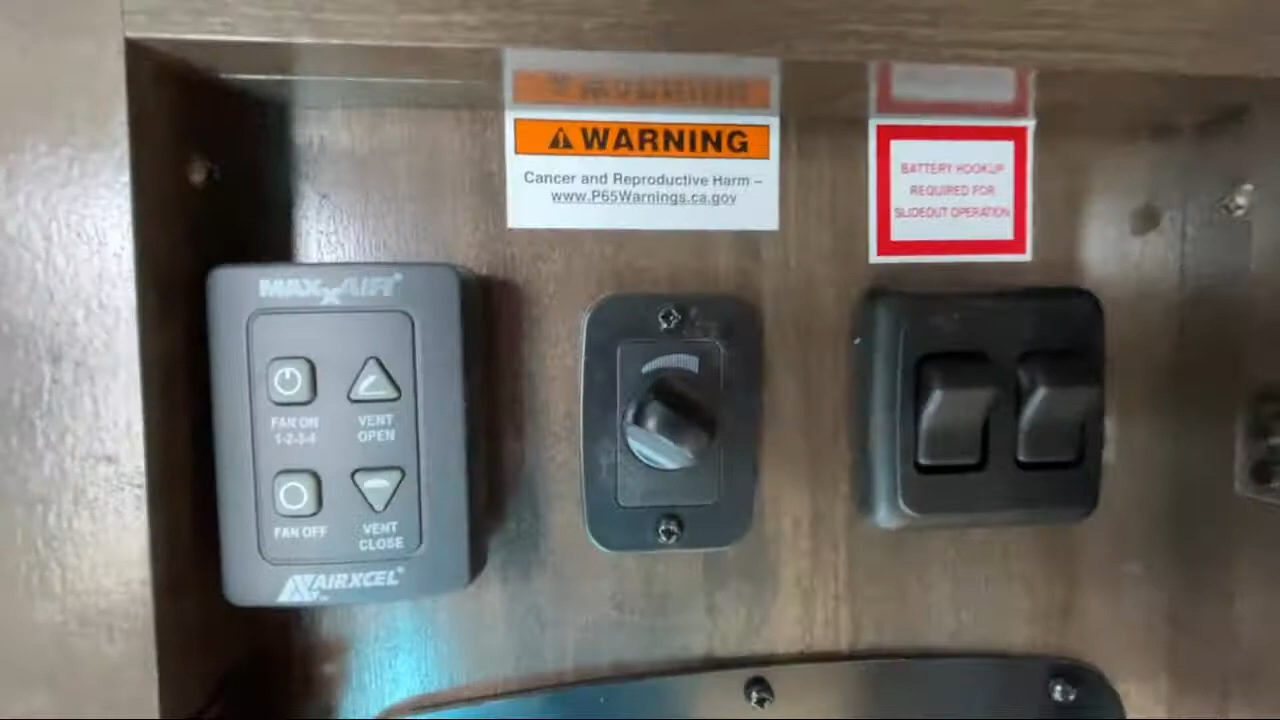 WARNING
Cancer and Reproductive Harm –
www.P65Warnings.ca.gov
BATTERY HOOKUP
REQUIRED FOR
SLIDEOUT OPERATION
MAXXAIR®
FAN ON
1-2-3-4
VENT
OPEN
FAN OFF
VENT
CLOSE
AIRXCEL®